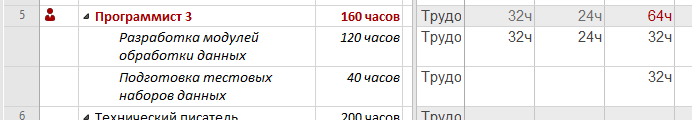 5 Программист 3 160 часов Трудо 32ч 24ч 64ч
Разработка модулей 120 часов Трудо 32ч 24ч 32ч
обработки данных
Подготовка тестовых 40 часов Трудо 32ч
наборов данных
6 Технический писатель 200 часов Трудо